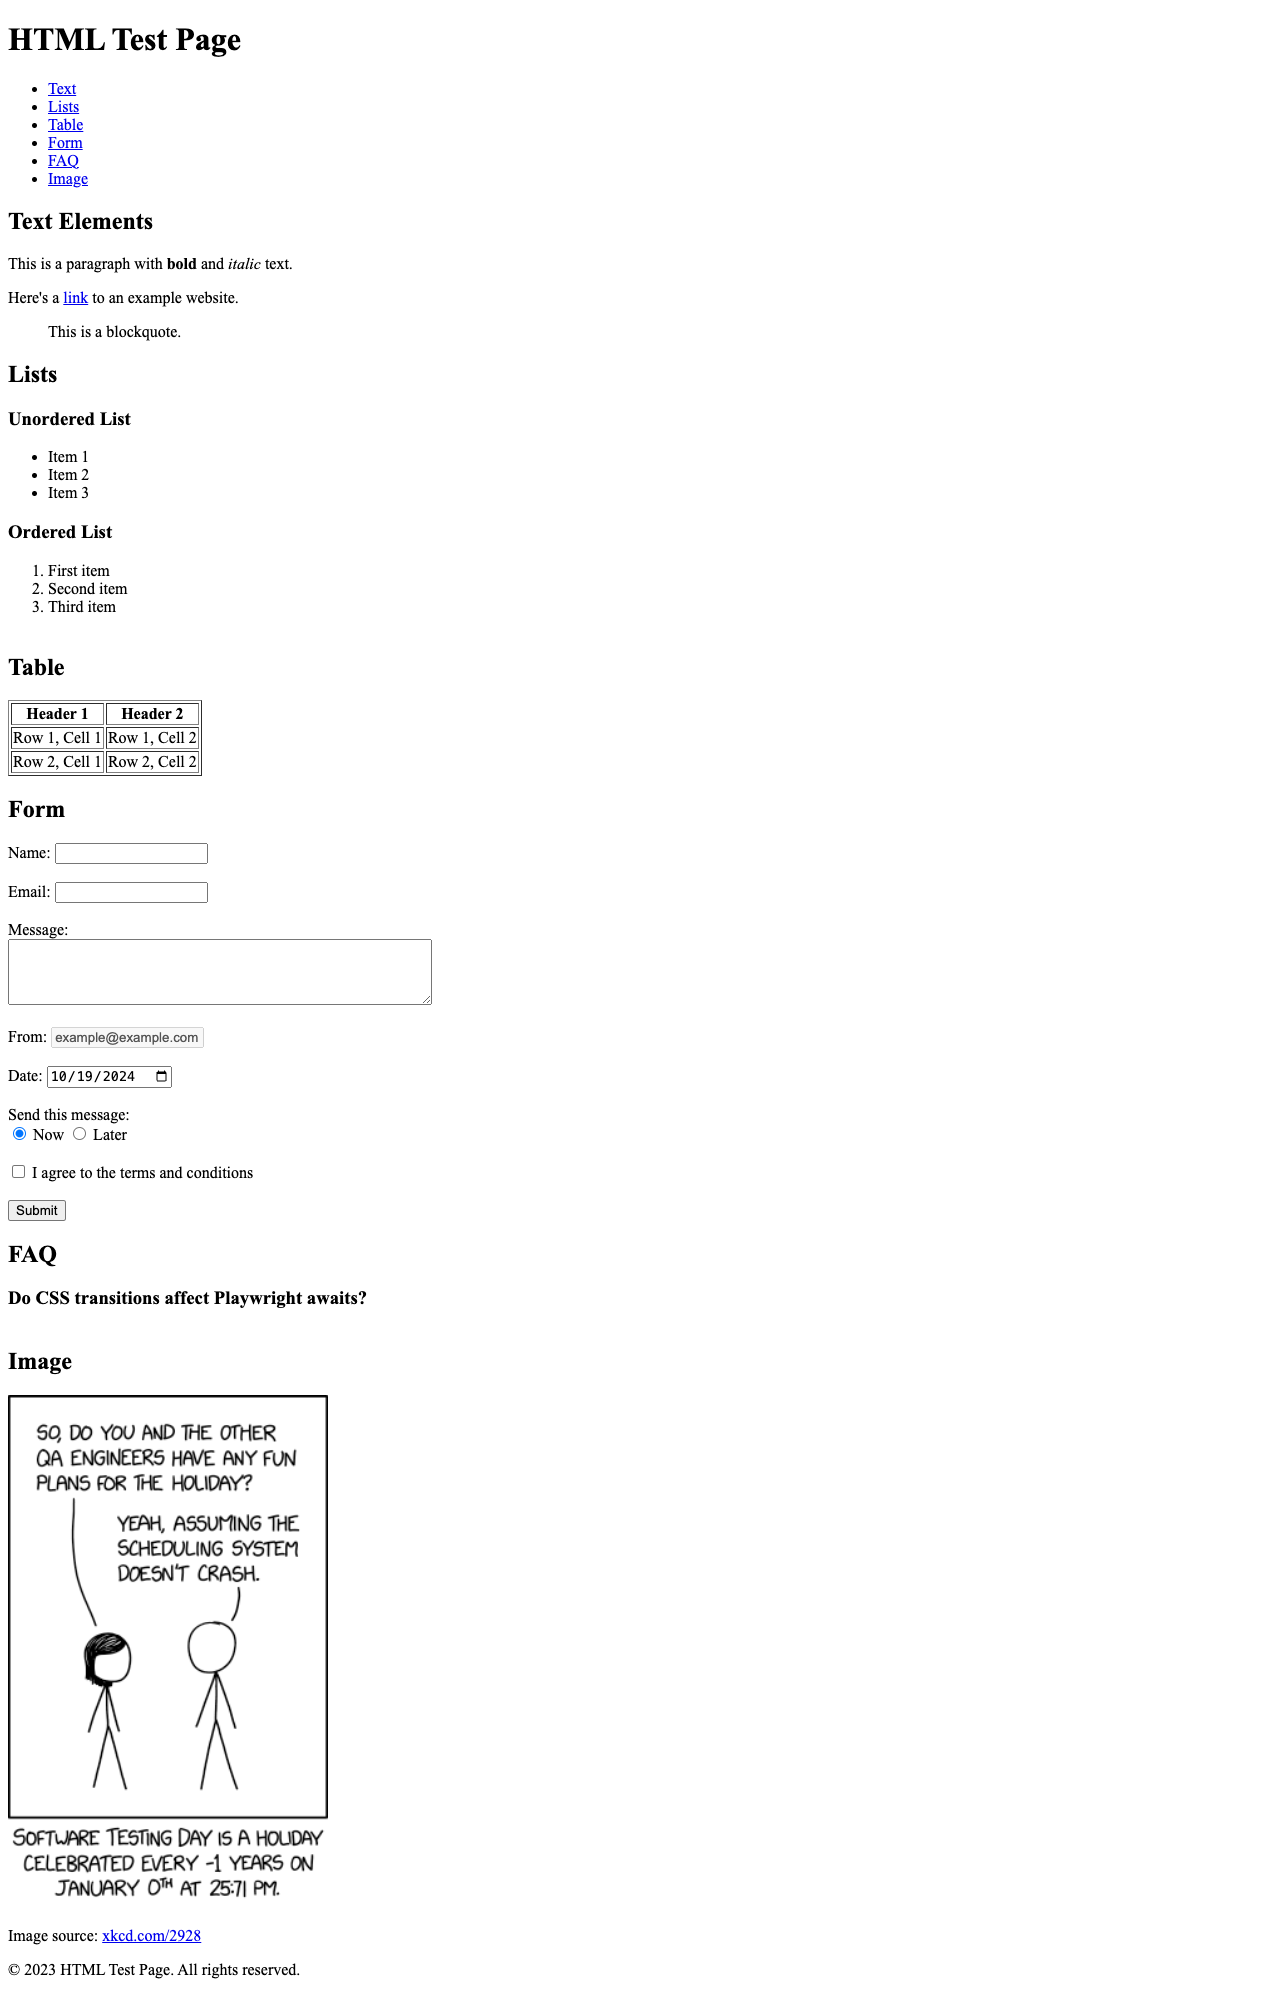 HTML Test Page
Text
Lists
Table
Form
FAQ
Image
Text Elements
This is a paragraph with bold and italic text.
Here's a link to an example website.
This is a blockquote.
Lists
Unordered List
Item 1
Item 2
Item 3
Ordered List
1. First item
2. Second item
3. Third item
Table
Header 1 Header 2
Row 1, Cell 1 Row 1, Cell 2
Row 2, Cell 1 Row 2, Cell 2
Form
Name:
Email:
Message:
From: example@example.com
Date: 10/19/2024
Send this message:
Now Later
I agree to the terms and conditions
Submit
FAQ
Do CSS transitions affect Playwright awaits?
Image
SO, DO YOU AND THE OTHER
QA ENGINEERS HAVE ANY FUN
PLANS FOR THE HOLIDAY?
YEAH, ASSUMING THE
SCHEDULING SYSTEM
DOESN'T CRASH.
SOFTWARE TESTING DAY IS A HOLIDAY
CELEBRATED EVERY -1 YEARS ON
JANUARY 0TH AT 25:71 PM.
Image source: xkcd.com/2928
© 2023 HTML Test Page. All rights reserved.